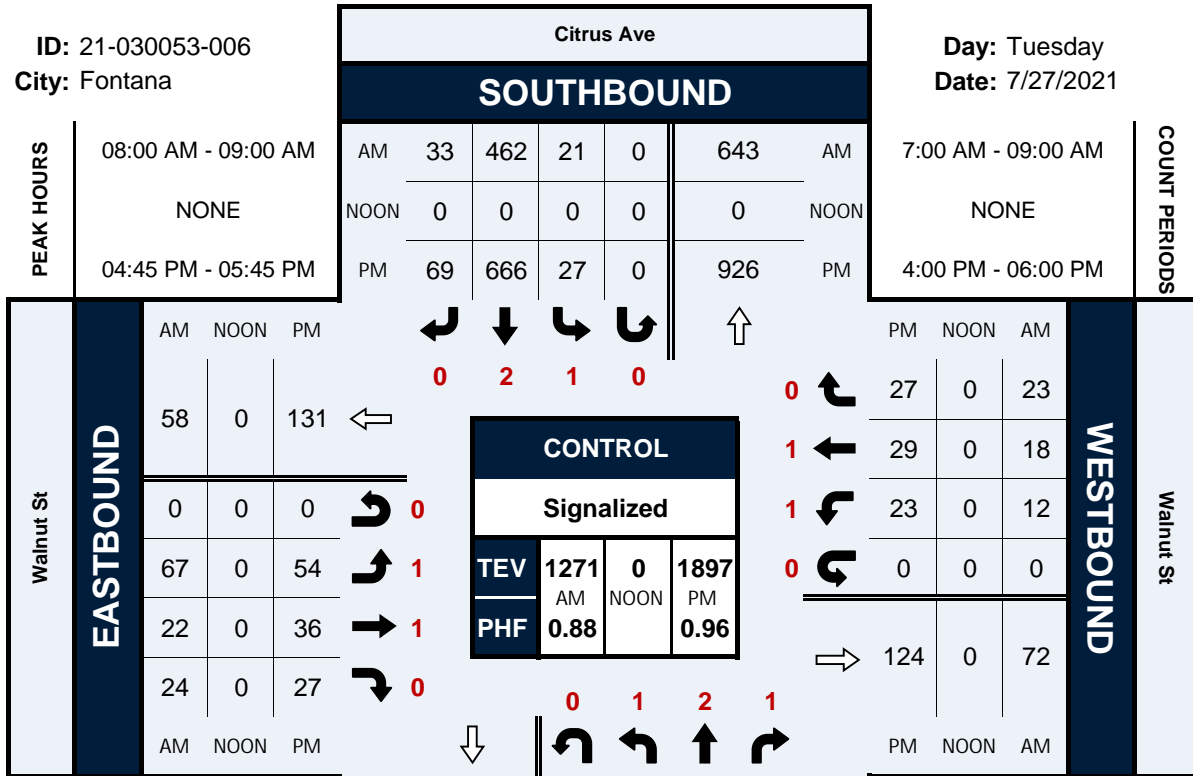 Citrus Ave
ID: 21-030053-006
Day: Tuesday
City: Fontana
Date: 7/27/2021
SOUTHBOUND
PEAK HOURS
08:00 AM - 09:00 AM
NONE
04:45 PM - 05:45 PM
AM 33 462 21 0 643 AM
NOON 0 0 0 0 0 NOON
PM 69 666 27 0 926 PM
7:00 AM - 09:00 AM
NONE
4:00 PM - 06:00 PM
COUNT PERIODS
0 2 1 0
Walnut St
EASTBOUND
AM NOON PM
58 0 131
0 0 0 0
67 0 54 1
22 0 36 1
24 0 27 0
AM NOON PM
CONTROL
Signalized
TEV 1271 0 1897
AM NOON PM
PHF 0.88 0.96
PM NOON AM
0 27 0 23
1 29 0 18
1 23 0 12
0 0 0 0
124 0 72
PM NOON AM
WESTBOUND
Walnut St
0 1 2 1